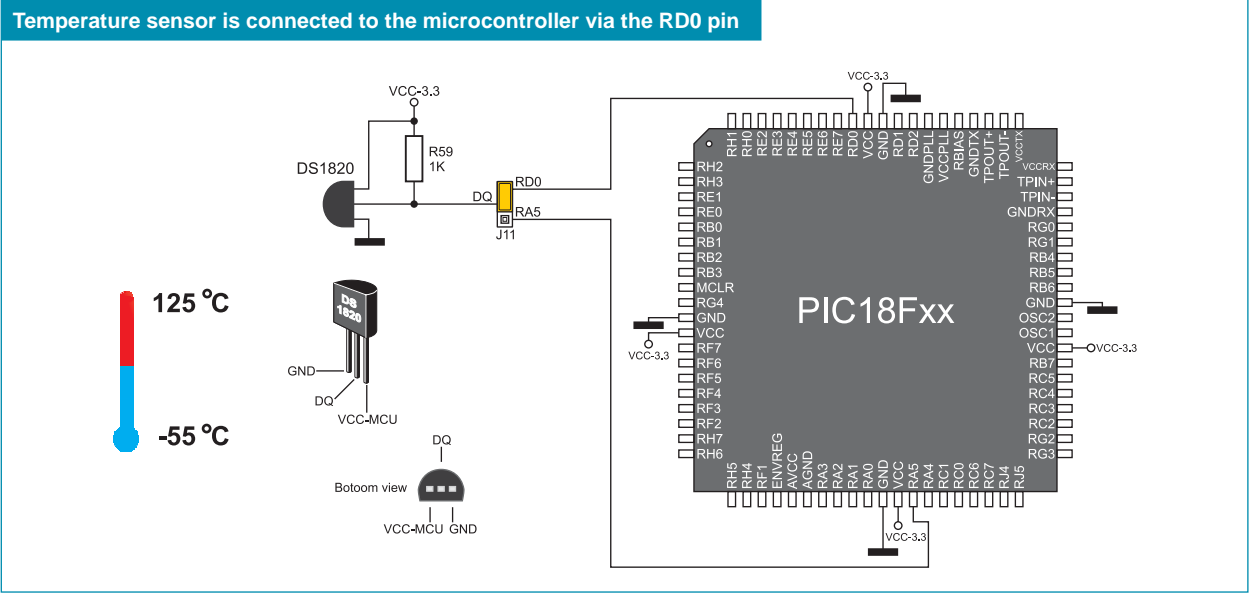 Temperature sensor is connected to the microcontroller via the RD0 pin
VCC-3.3
R59
1K
DS1820
DQ
RD0
RA5
J11
125 °C
-55 °C
DS
1820
GND
DQ
VCC-MCU
DQ
Botoom view
VCC-MCU GND
VCC-3.3
RH1
RH0
RE2
RE3
RE4
RE5
RE6
RE7
RD0
VCC
GND
RD1
RD2
GNDPLL
VCCPLL
RBIAS
GNDTX
TPOUT+
TPOUT-
VCCTX
RH2
RH3
RE1
RE0
RB0
RB1
RB2
RB3
MCLR
RG4
GND
VCC
RF7
RF6
RF5
RF4
RF3
RF2
RH7
RH6
VCC-3.3
PIC18Fxx
VCCRX
TPIN+
TPIN-
GNDRX
RG0
RG1
RB4
RB5
RB6
GND
OSC2
OSC1
VCC
RB7
RC5
RC4
RC3
RC2
RG2
RG3
VCC-3.3
RH5
RH4
RF1
ENVREG
AVCC
AGND
RA3
RA2
RA1
RA0
GND
VCC
RA5
RA4
RC1
RC0
RC6
RC7
RJ4
RJ5
VCC-3.3